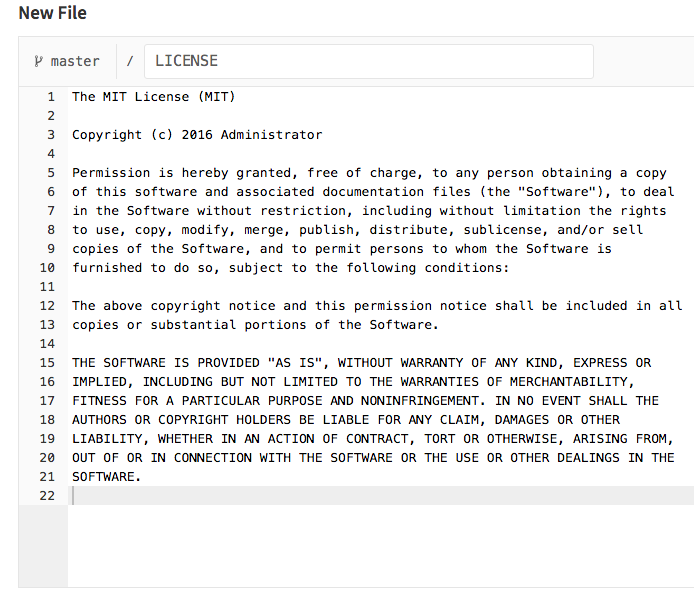 New File
master / LICENSE
1 The MIT License (MIT)
2
3 Copyright (c) 2016 Administrator
4
5 Permission is hereby granted, free of charge, to any person obtaining a copy
6 of this software and associated documentation files (the "Software"), to deal
7 in the Software without restriction, including without limitation the rights
8 to use, copy, modify, merge, publish, distribute, sublicense, and/or sell
9 copies of the Software, and to permit persons to whom the Software is
10 furnished to do so, subject to the following conditions:
11
12 The above copyright notice and this permission notice shall be included in all
13 copies or substantial portions of the Software.
14
15 THE SOFTWARE IS PROVIDED "AS IS", WITHOUT WARRANTY OF ANY KIND, EXPRESS OR
16 IMPLIED, INCLUDING BUT NOT LIMITED TO THE WARRANTIES OF MERCHANTABILITY,
17 FITNESS FOR A PARTICULAR PURPOSE AND NONINFRINGEMENT. IN NO EVENT SHALL THE
18 AUTHORS OR COPYRIGHT HOLDERS BE LIABLE FOR ANY CLAIM, DAMAGES OR OTHER
19 LIABILITY, WHETHER IN AN ACTION OF CONTRACT, TORT OR OTHERWISE, ARISING FROM,
20 OUT OF OR IN CONNECTION WITH THE SOFTWARE OR THE USE OR OTHER DEALINGS IN THE
21 SOFTWARE.
22